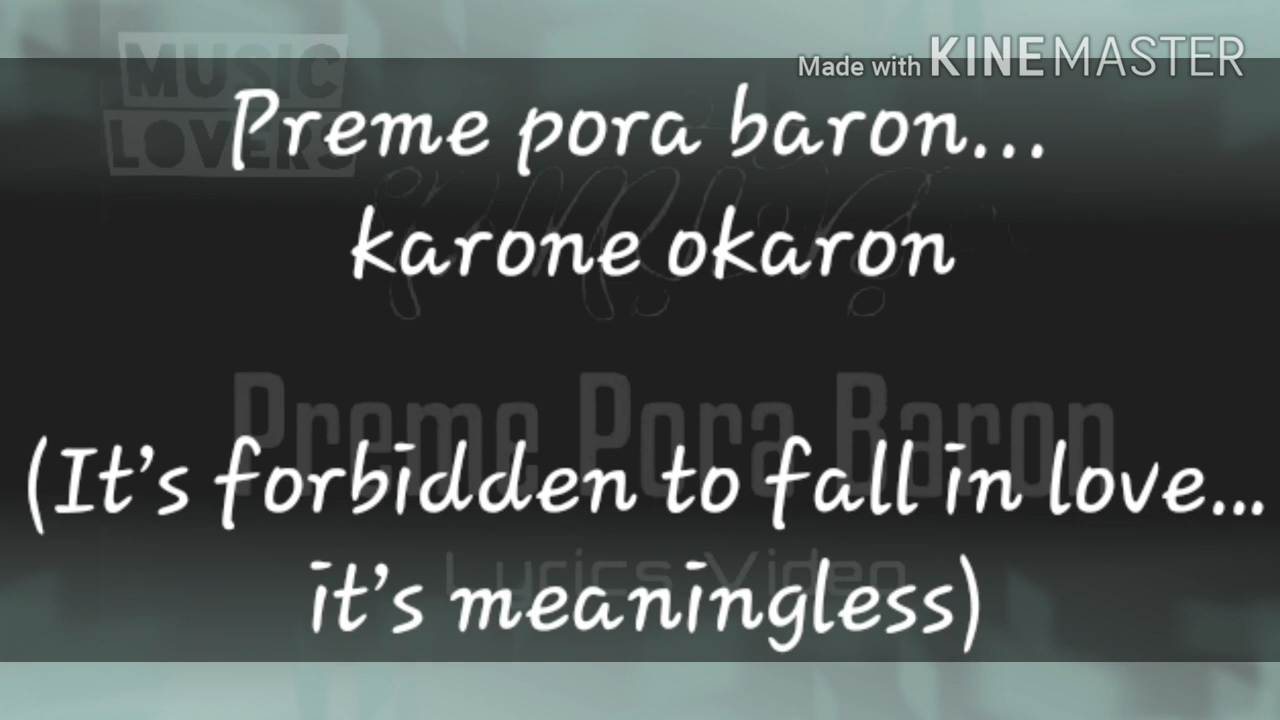 MUSIC
LOVERS
Made with KINEMASTER
Preme pora baron...
karone okaron
Preme Pora Baron
(It's forbidden to fall in love...
it's meaningless)
Lyrics Video